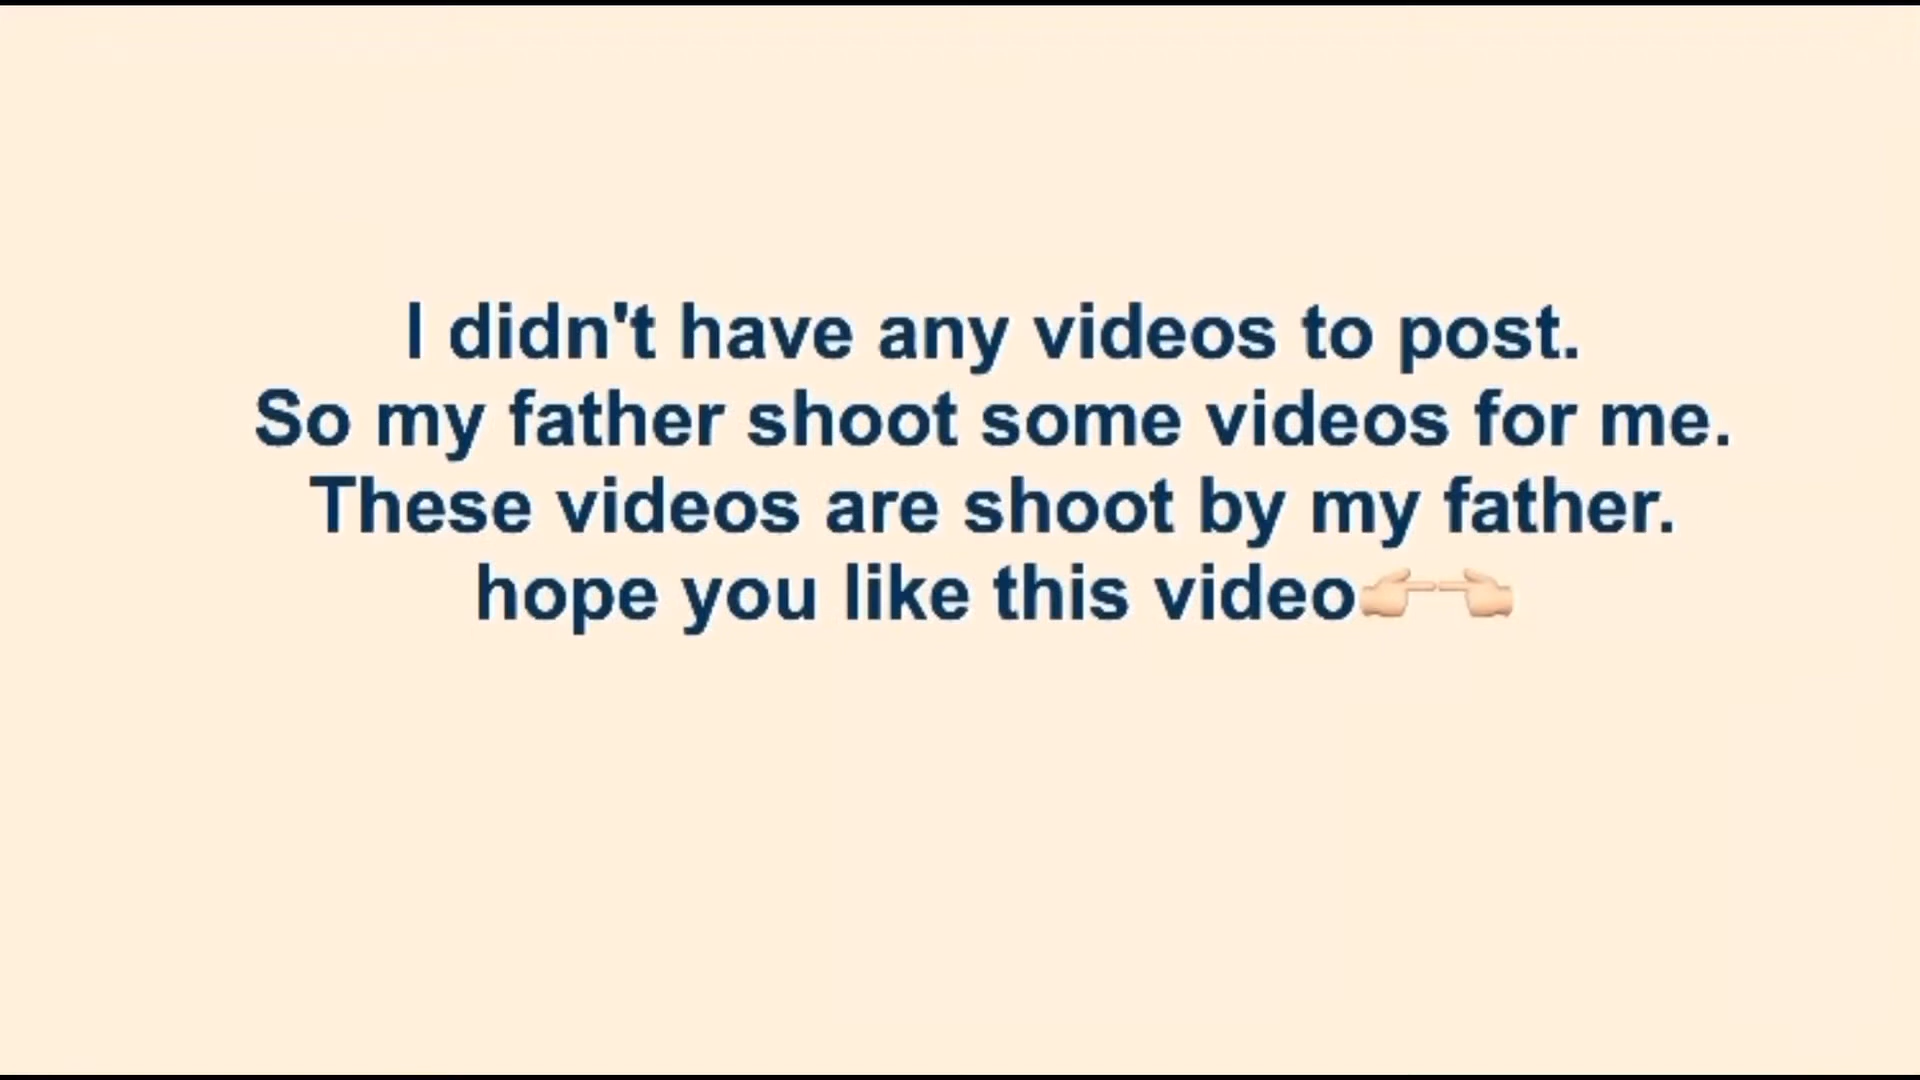 I didn't have any videos to post.
So my father shoot some videos for me.
These videos are shoot by my father.
hope you like this video👉🏻👈🏻